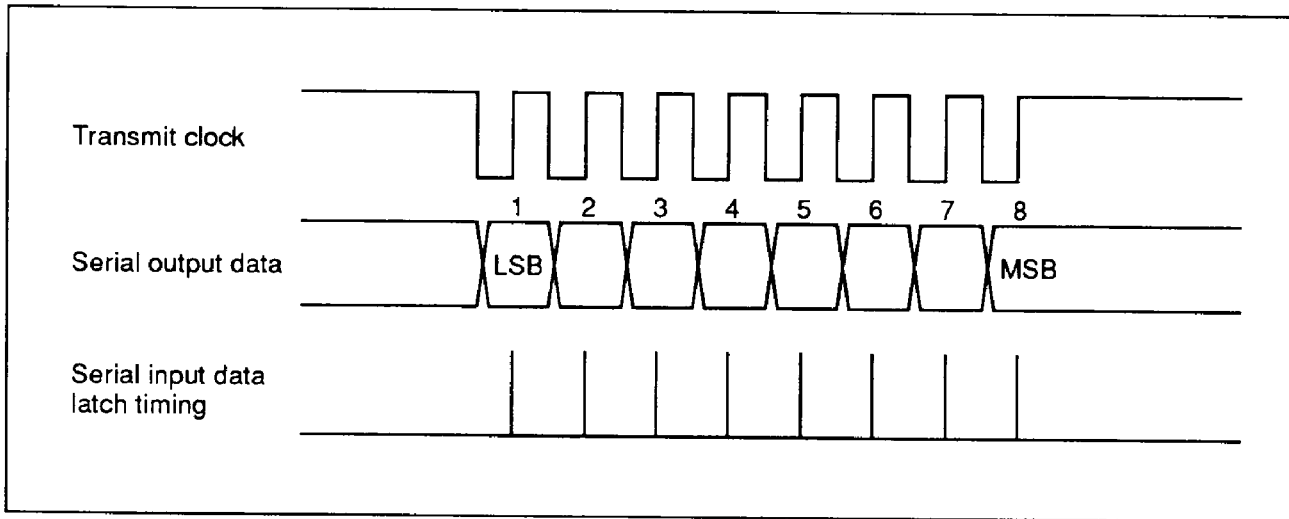 Transmit clock
1 2 3 4 5 6 7 8
Serial output data LSB MSB
Serial input data
latch timing